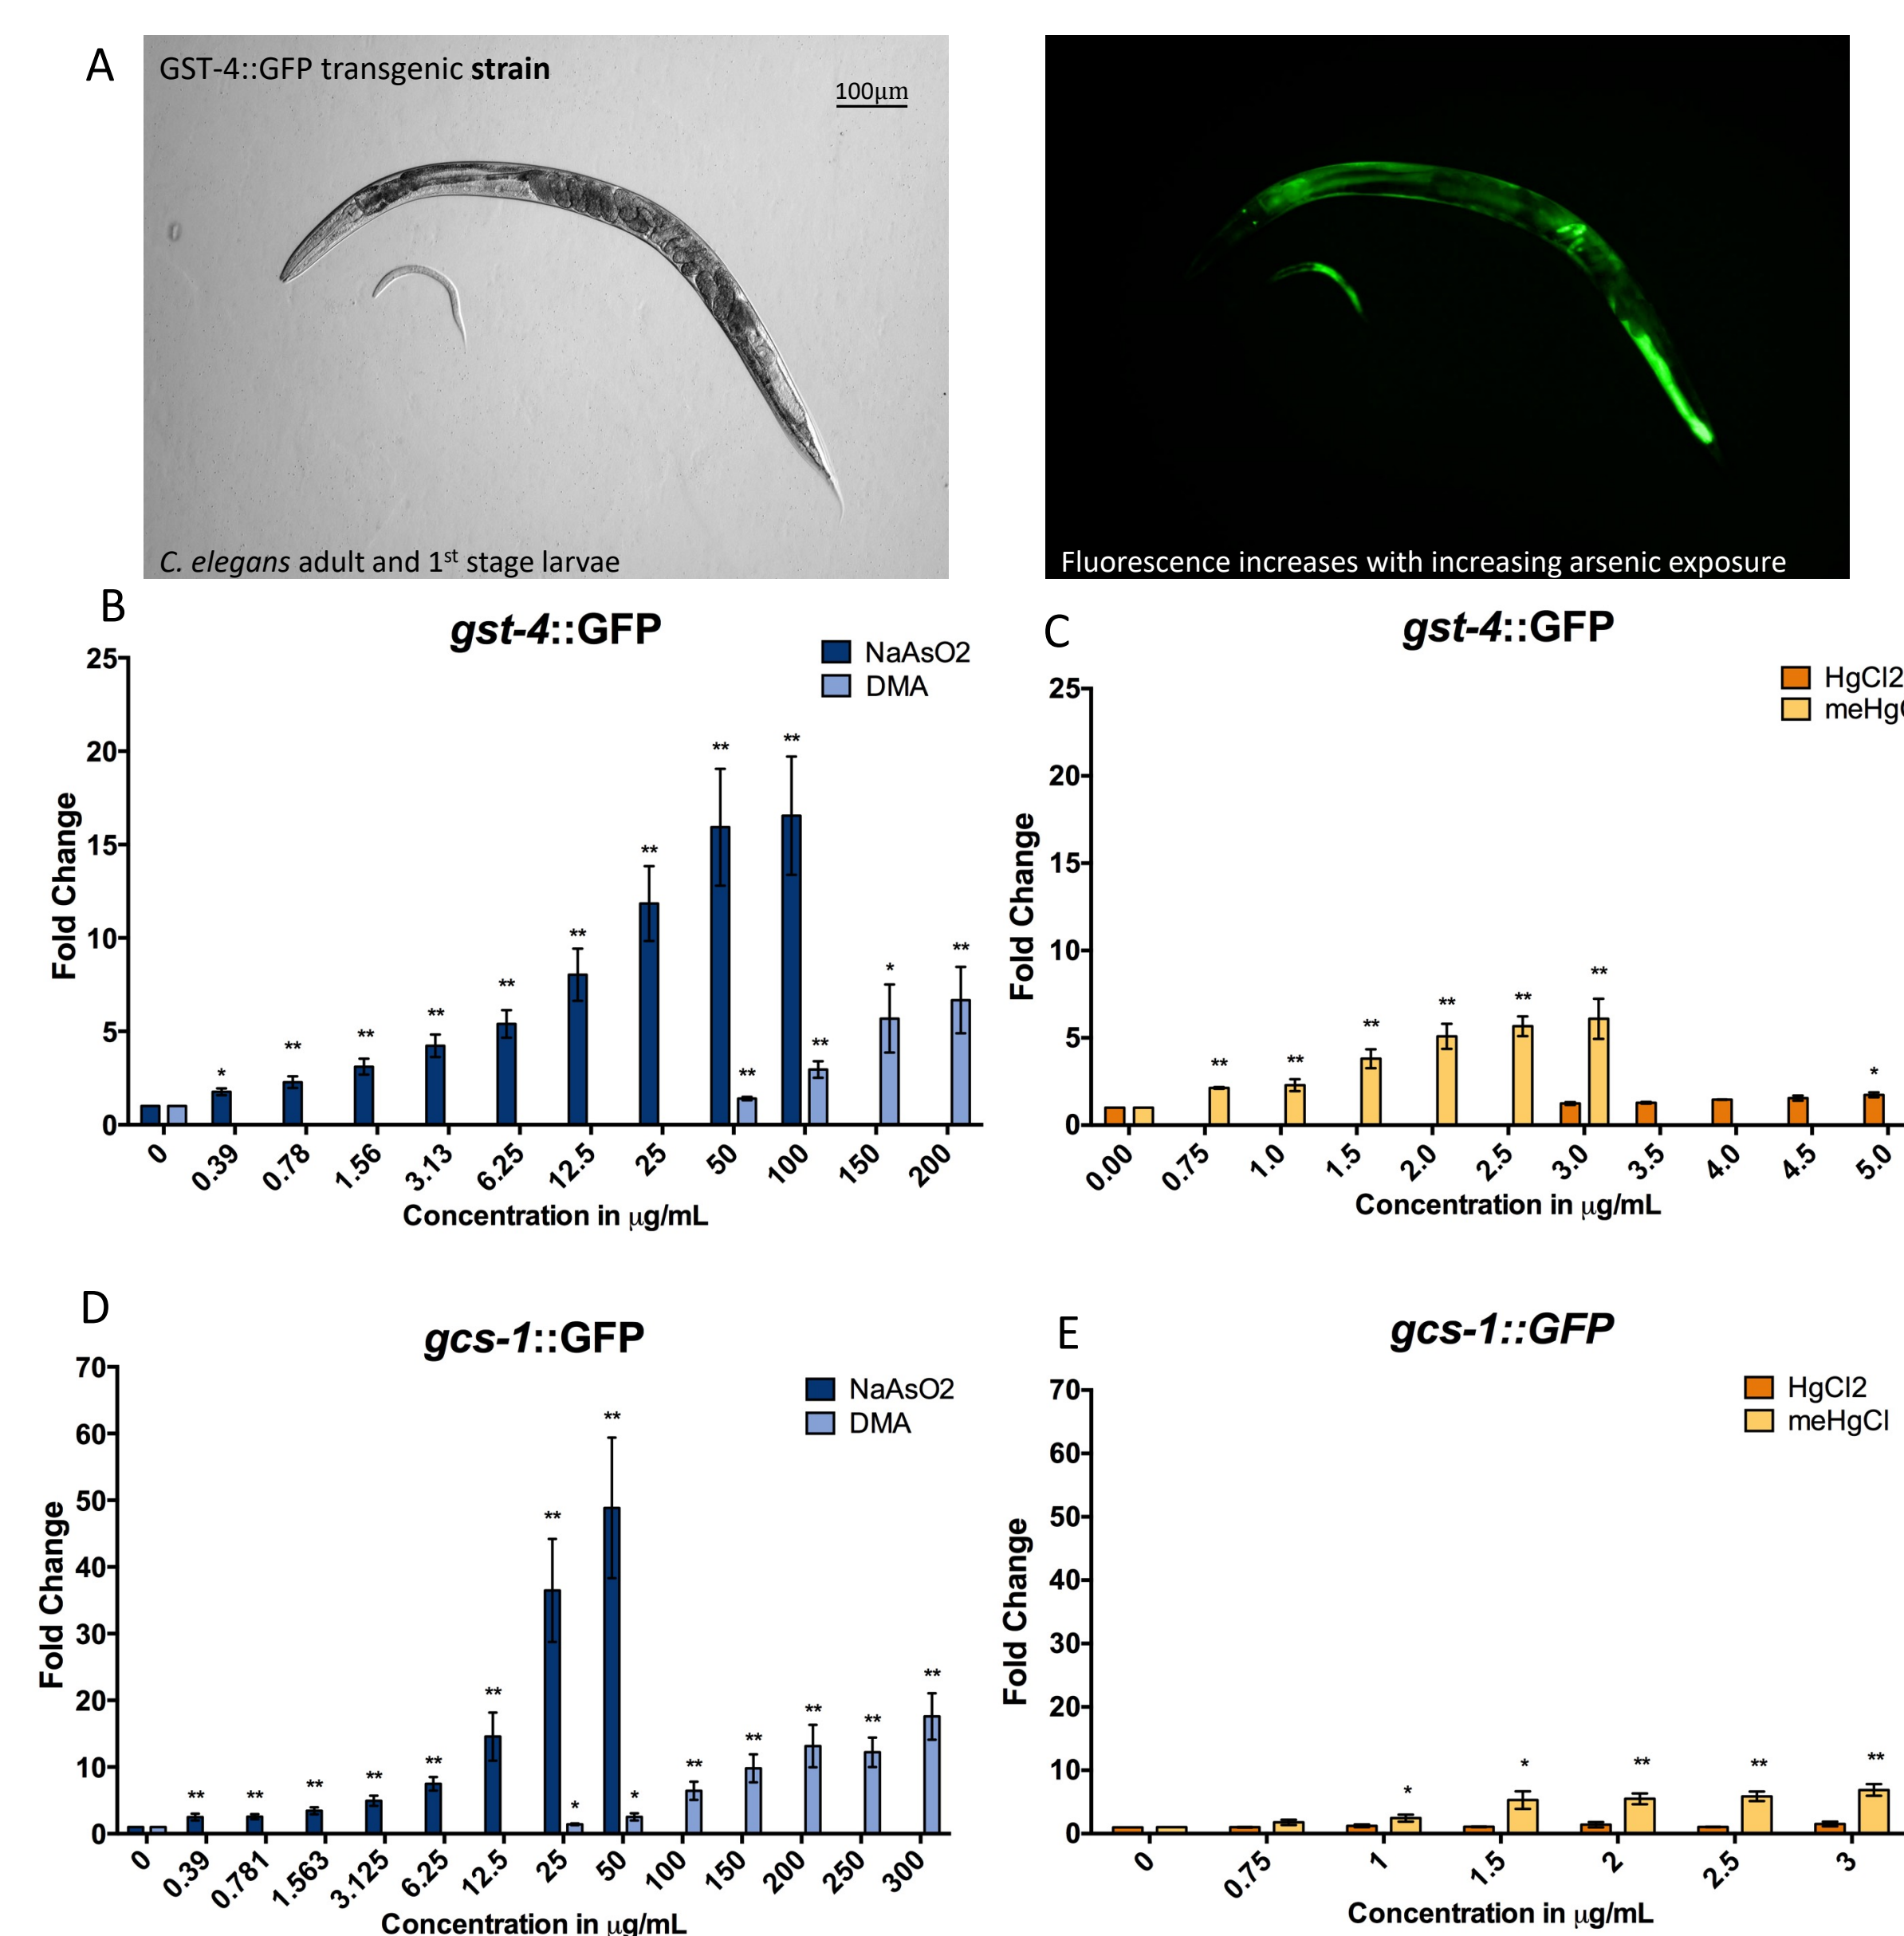 A
GST-4::GFP transgenic strain
100μm
C. elegans adult and 1st stage larvae
Fluorescence increases with increasing arsenic exposure
B
gst-4::GFP
NaAsO2
DMA
25
20
15
10
5
0
Fold Change
** ** ** ** ** ** ** ** * ** ** * **
0 0.39 0.78 1.56 3.13 6.25 12.5 25 50 100 150 200
Concentration in μg/mL
C
gst-4::GFP
HgCl2
meHg
25
20
15
10
5
0
Fold Change
** ** ** ** ** ** *
0.00 0.75 1.0 1.5 2.0 2.5 3.0 3.5 4.0 4.5 5.0
Concentration in μg/mL
D
gcs-1::GFP
NaAsO2
DMA
70
60
50
40
30
20
10
0
Fold Change
** ** ** ** ** ** ** ** * * ** ** ** ** **
0 0.39 0.781 1.563 3.125 6.25 12.5 25 50 100 150 200 250 300
Concentration in μg/mL
E
gcs-1::GFP
HgCl2
meHgCl
70
60
50
40
30
20
10
0
Fold Change
* * ** ** **
0 0.75 1 1.5 2 2.5 3
Concentration in μg/mL